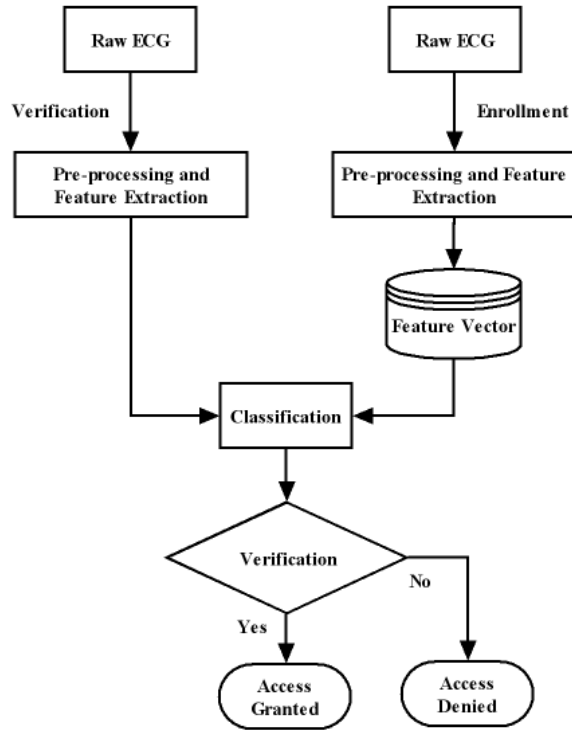 Raw ECG
Raw ECG
Verification
Enrollment
Pre-processing and
Feature Extraction
Pre-processing and Feature
Extraction
Feature Vector
Classification
Verification
No
Yes
Access
Granted
Access
Denied